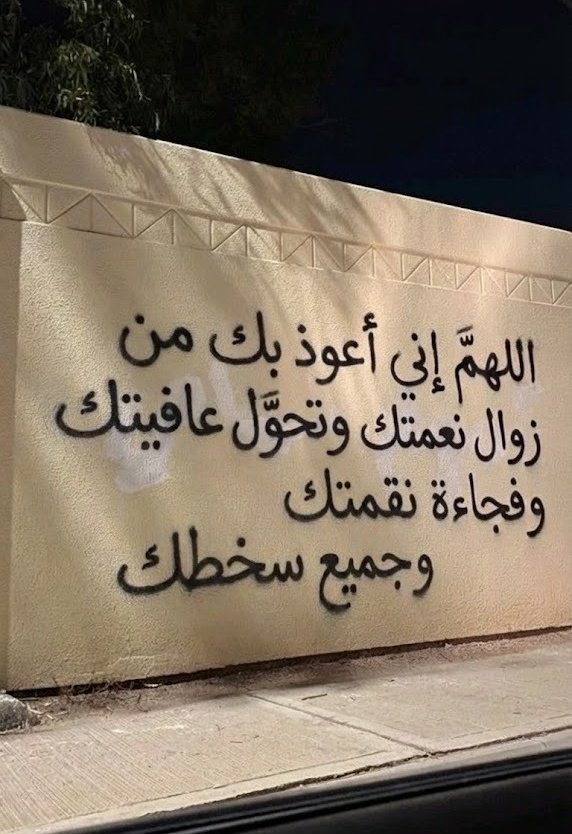 اللهمَّ إني أعوذ بك من
زوال نعمتك وتحوَّل عافيتك
وفجاءة نقمتك
وجميع سخطك